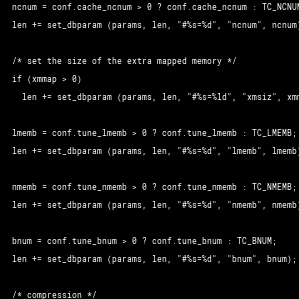 ncnum = conf.cache_ncnum > 0 ? conf.cache_ncnum : TC_NCNUM
len += set_dbparam (params, len, "#%s=%d", "ncnum", ncnum
/* set the size of the extra mapped memory */
if (xmmap > 0)
len += set_dbparam (params, len, "#%s=%ld", "xmsiz", xmm
lmemb = conf.tune_lmemb > 0 ? conf.tune_lmemb : TC_LMEMB;
len += set_dbparam (params, len, "#%s=%d", "lmemb", lmemb
nmemb = conf.tune_nmemb > 0 ? conf.tune_nmemb : TC_NMEMB;
len += set_dbparam (params, len, "#%s=%d", "nmemb", nmemb
bnum = conf.tune_bnum > 0 ? conf.tune_bnum : TC_BNUM;
len += set_dbparam (params, len, "#%s=%d", "bnum", bnum);
/* compression */